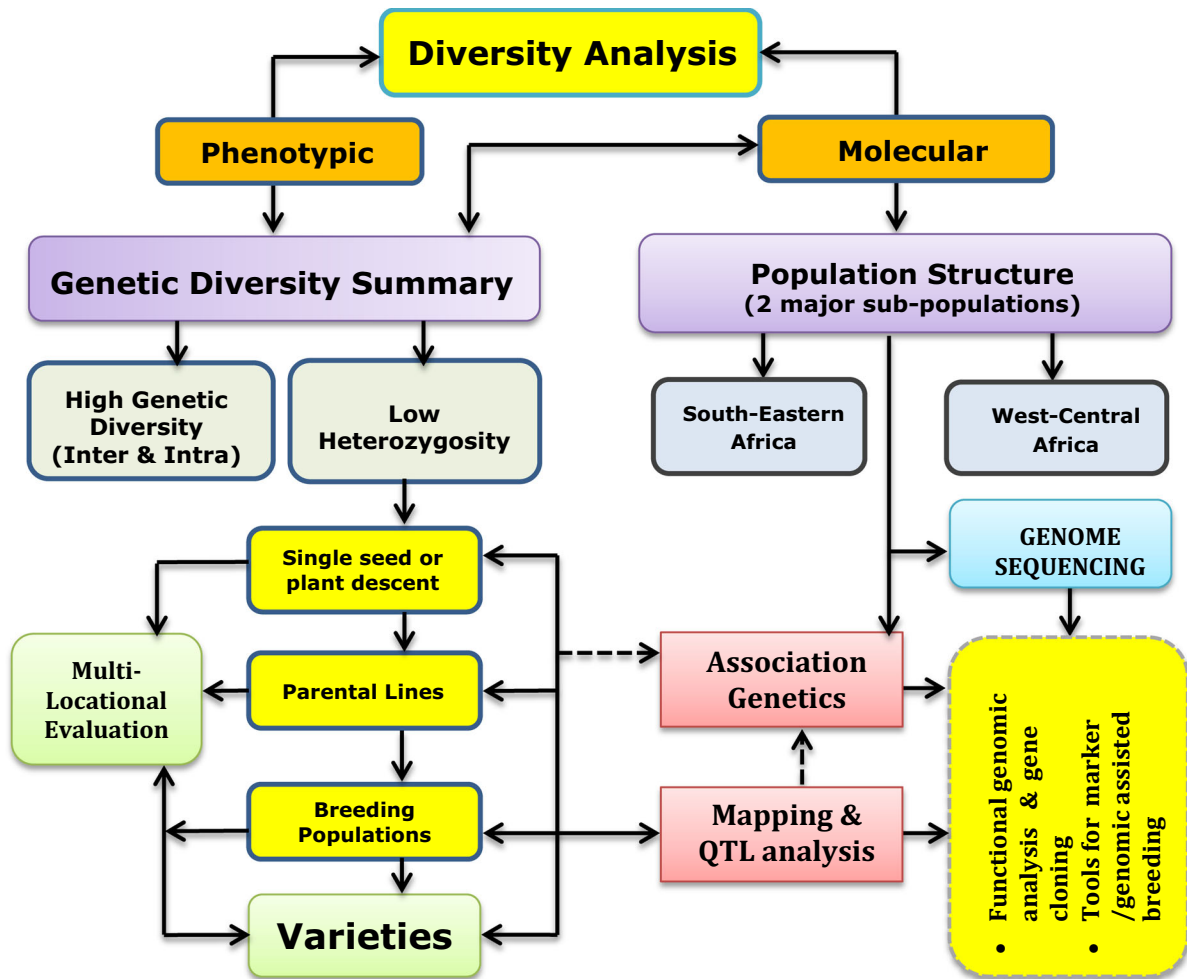 Diversity Analysis
Phenotypic
Molecular
Genetic Diversity Summary
Population Structure
(2 major sub-populations)
High Genetic
Diversity
(Inter & Intra)
Low
Heterozygosity
South-Eastern
Africa
West-Central
Africa
Single seed or
plant descent
GENOME
SEQUENCING
Multi-
Locational
Evaluation
Parental Lines
Association
Genetics
Breeding
Populations
Mapping &
QTL analysis
Varieties
• Functional genomic
analysis & gene
cloning
• Tools for marker
/genomic assisted
breeding